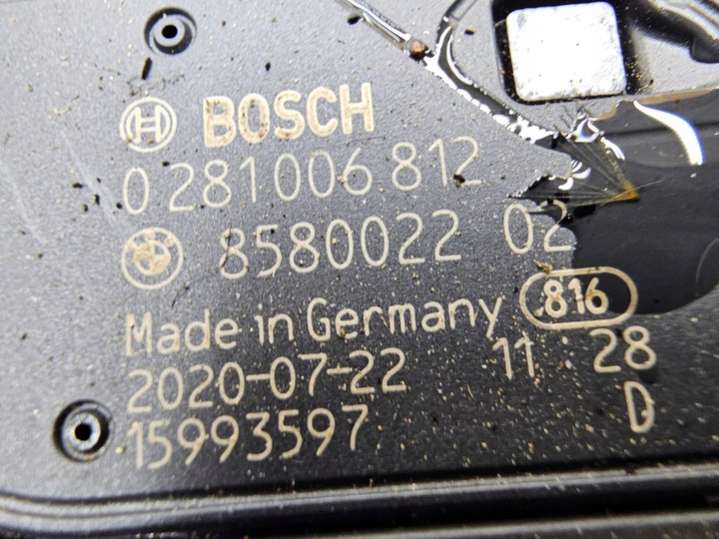 BOSCH
0 281 006 812
8580022 02
Made in Germany 816
2020-07-22 11 28
15993597 D